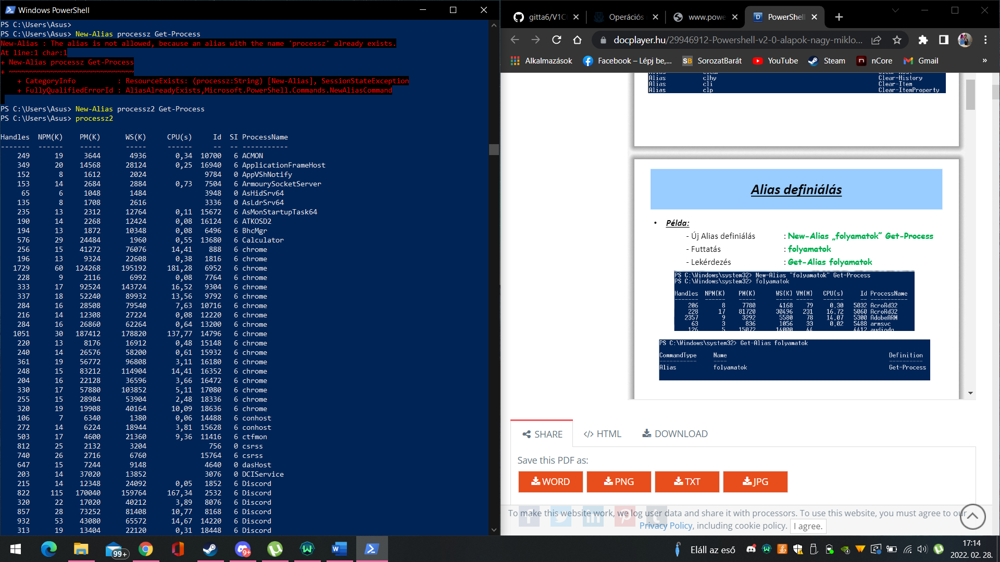 Windows PowerShell
PS C:\Users\Asus>
PS C:\Users\Asus> New-Alias processz Get-Process
New-Alias : The alias is not allowed, because an alias with the name 'processz' already exists.
At line:1 char:1
+ New-Alias processz Get-Process
+ ~~~~~~~~~~~~~~~~~~~~~~~~~~~~~~
+ CategoryInfo : ResourceExists: (processz:String) [New-Alias], SessionStateException
+ FullyQualifiedErrorId : AliasAlreadyExists,Microsoft.PowerShell.Commands.NewAliasCommand
PS C:\Users\Asus> New-Alias processz2 Get-Process
PS C:\Users\Asus> processz2
Handles NPM(K) PM(K) WS(K) CPU(s) Id SI ProcessName
------- ------ ----- ----- ------ -- -- -----------
249 19 3644 4936 0,34 10700 6 ACMON
349 20 14568 28124 0,25 16940 6 ApplicationFrameHost
152 8 1612 2024 9784 0 AppVShNotify
153 14 2684 2884 0,73 7504 6 ArmourySocketServer
65 6 1048 1484 3948 0 AsHidSrv64
135 8 1708 2616 3336 0 AsLdrSrv64
235 13 2312 12764 0,11 15672 6 AsMonStartupTask64
190 14 2268 12424 0,08 16124 6 ATKOSD2
194 13 1872 10348 0,08 6496 6 BhcMgr
576 29 24484 1960 0,55 13680 6 Calculator
256 15 41272 76076 14,41 888 6 chrome
196 13 9324 22608 0,38 1816 6 chrome
1729 60 124268 195192 181,28 6952 6 chrome
228 9 2116 6992 0,08 7764 6 chrome
333 17 92524 143724 16,52 9304 6 chrome
337 18 52240 89932 13,56 9792 6 chrome
284 16 28508 79540 7,63 10716 6 chrome
216 14 12308 27224 0,08 12220 6 chrome
284 16 26860 62264 0,64 13200 6 chrome
1051 30 187412 178820 137,77 14796 6 chrome
220 13 8176 16912 0,48 15148 6 chrome
240 14 26576 58200 0,61 15932 6 chrome
361 19 56772 96808 3,11 16180 6 chrome
248 15 83212 114904 14,41 16352 6 chrome
204 16 22128 36596 3,66 16472 6 chrome
330 17 57880 103852 5,11 17080 6 chrome
255 15 28984 53904 2,48 18336 6 chrome
320 19 19908 40164 10,09 18636 6 chrome
106 7 6340 1380 0,06 14488 6 conhost
272 14 6224 18944 3,81 15628 6 conhost
503 17 4600 21360 9,36 11416 6 ctfmon
812 25 2132 3204 756 0 csrss
740 26 2716 6760 15764 6 csrss
647 15 7244 9148 4640 0 dasHost
203 14 37020 13852 3076 0 DCIService
215 14 12348 24092 0,05 1852 6 Discord
822 115 170040 159764 167,34 2532 6 Discord
320 22 17020 40212 3,89 8076 6 Discord
857 28 73252 81408 10,77 8168 6 Discord
932 53 43080 65572 14,67 14220 6 Discord
313 19 13404 22120 0,31 18448 6 Discord
gitta6/V1C
Operációs
www.powe
PowerShel
docplayer.hu/29946912-Powershell-v2-0-alapok-nagy-miklo...
Alkalmazások
Facebook – Lépj be,...
SB SorozatBarát
YouTube
Steam
nCore
Gmail
»
Alias clhy Clear-History
Alias cli Clear-Item
Alias clp Clear-ItemProperty
Alias definiálás
• Példa:
- Új Alias definiálás : New-Alias „folyamatok” Get-Process
- Futtatás : folyamatok
- Lekérdezés : Get-Alias folyamatok
PS C:\Windows\system32> New-Alias "folyamatok" Get-Process
PS C:\Windows\system32> folyamatok
Handles NPM(K) PM(K) WS(K) VM(M) CPU(s) Id ProcessName
------- ------ ----- ----- ----- ------ -- -----------
206 8 7780 4168 79 0,30 5032 AcroRd32
228 17 81720 30496 231 16,72 5060 AcroRd32
2357 9 3292 5580 78 14,07 5300 AdobeARM
63 3 836 1056 33 0,02 5488 armsvc
126 5 15072 14000 44 4412 audiodg
PS C:\Windows\system32> Get-Alias folyamatok
CommandType Name Definition
----------- ---- ----------
Alias folyamatok Get-Process
SHARE
</> HTML
DOWNLOAD
Save this PDF as:
WORD
PNG
TXT
JPG
To make this website work, we log user data and share it with processors. To use this website, you must agree to our
Privacy Policy, including cookie policy. I agree.
99+
9+
Eláll az eső
17:14
2022. 02. 28.